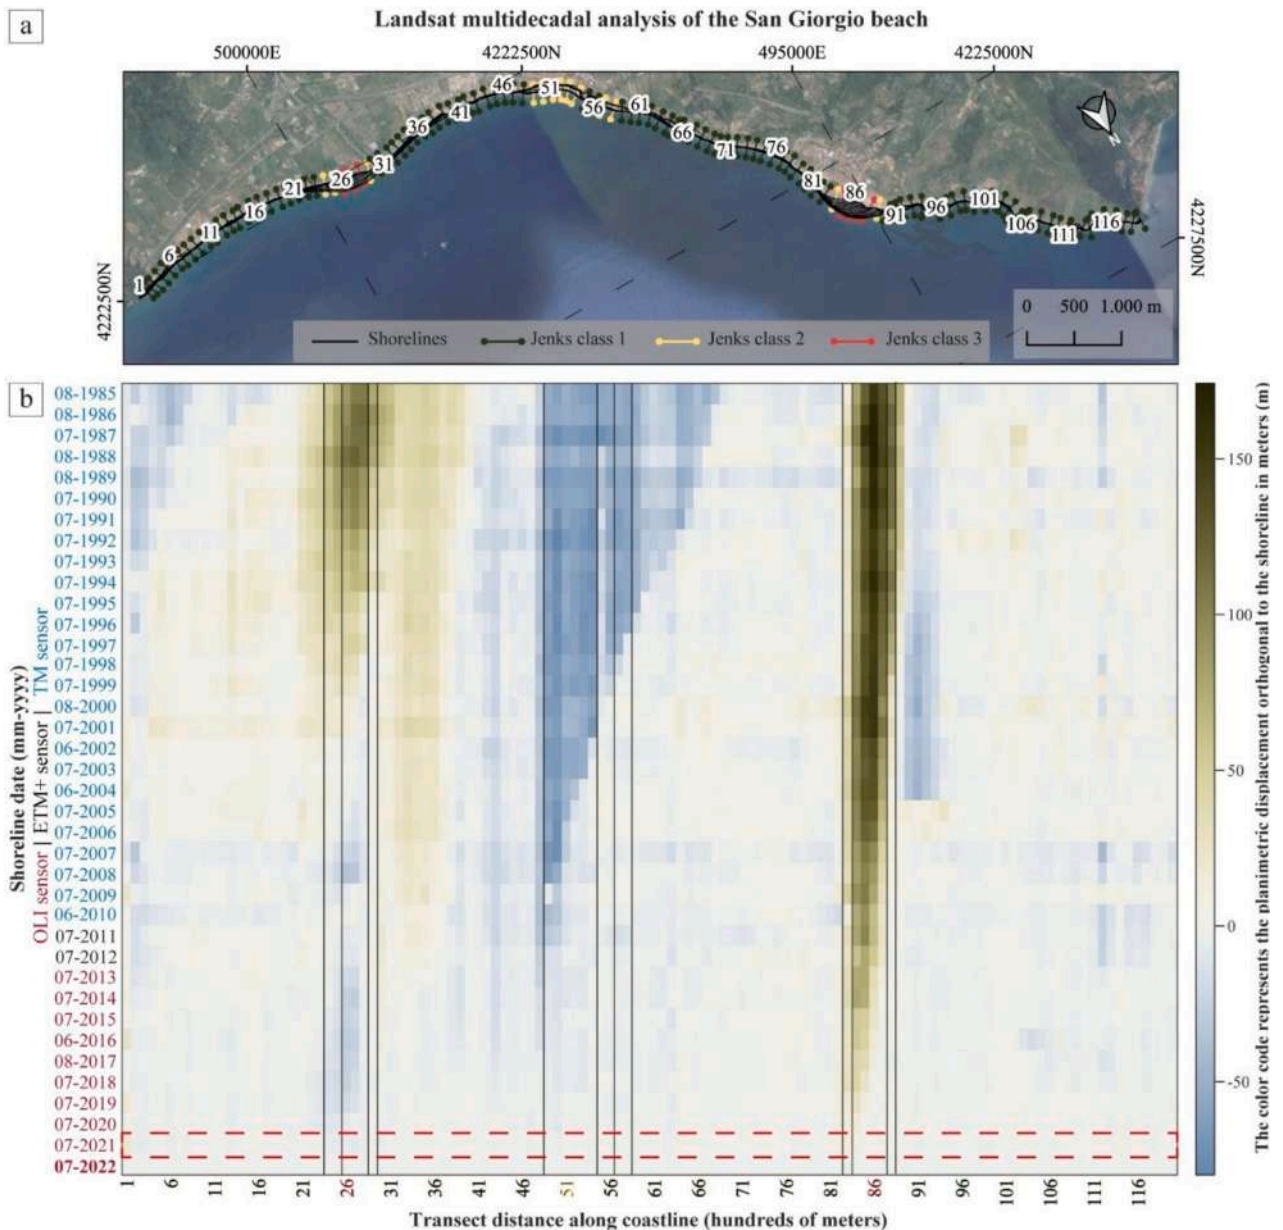 a
Landsat multidecadal analysis of the San Giorgio beach
500000E 4222500N 495000E 4225000N
4222500N
4227500N
1 6 11 16 21 26 31 36 41 46 51 56 61 66 71 76 81 86 91 96 101 106 111 116
N
0 500 1.000 m
Shorelines Jenks class 1 Jenks class 2 Jenks class 3
b
Shoreline date (mm-yyyy)
OLI sensor | ETM+ sensor | TM sensor
08-1985
08-1986
07-1987
08-1988
08-1989
07-1990
07-1991
07-1992
07-1993
07-1994
07-1995
07-1996
07-1997
07-1998
07-1999
08-2000
07-2001
06-2002
07-2003
06-2004
07-2005
07-2006
07-2007
07-2008
07-2009
06-2010
07-2011
07-2012
07-2013
07-2014
07-2015
06-2016
08-2017
07-2018
07-2019
07-2020
07-2021
07-2022
1 6 11 16 21 26 31 36 41 46 51 56 61 66 71 76 81 86 91 96 101 106 111 116
Transect distance along coastline (hundreds of meters)
150
100
50
0
-50
The color code represents the planimetric displacement orthogonal to the shoreline in meters (m)